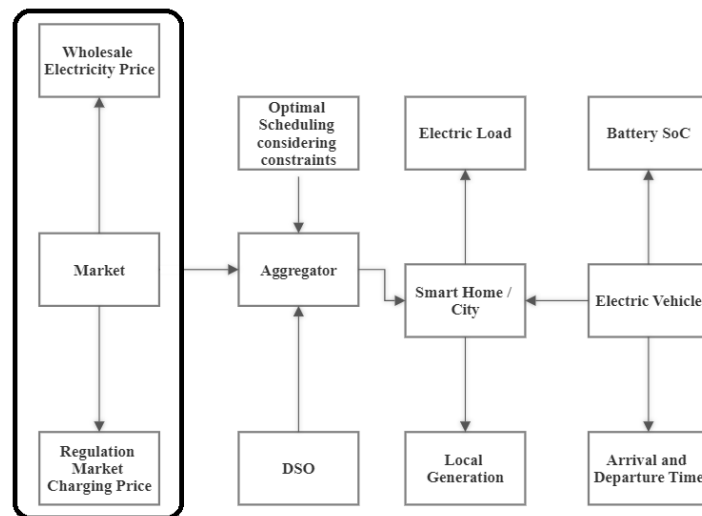 Wholesale
Electricity Price
Optimal
Scheduling
considering
constraints
Electric Load
Battery SoC
Market
Aggregator
Smart Home /
City
Electric Vehicle
Regulation
Market
Charging Price
DSO
Local
Generation
Arrival and
Departure Time